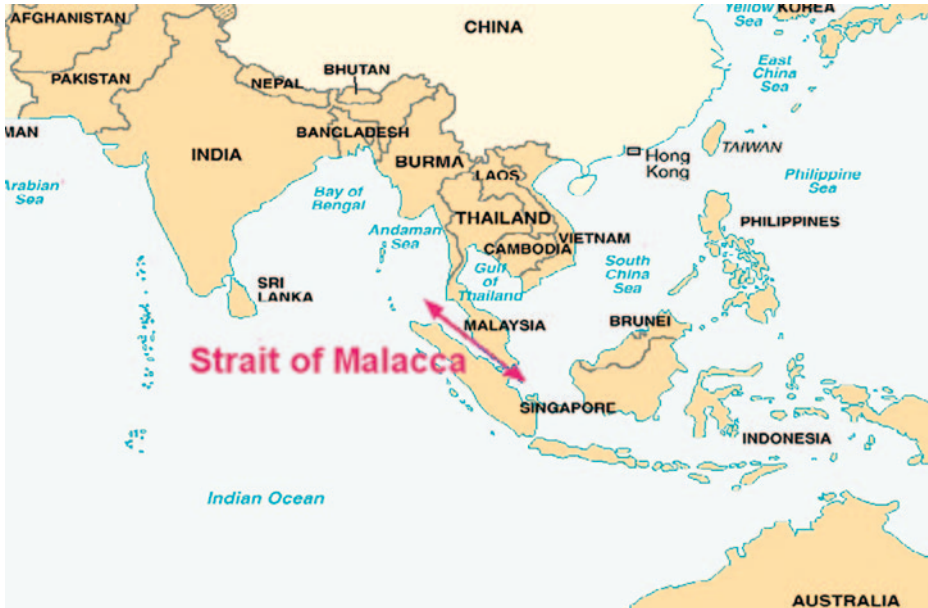 AFGHANISTAN
CHINA
Yellow
Sea
KOREA
PAKISTAN
NEPAL
BHUTAN
East
China
Sea
MAN
INDIA
BANGLADESH
BURMA
LAOS
Hong
Kong
TAIWAN
Arabian
Sea
Bay of
Bengal
Philippine
Sea
Andaman
Sea
THAILAND
VIETNAM
CAMBODIA
PHILIPPINES
SRI
LANKA
Gulf
of
Thailand
South
China
Sea
MALAYSIA
BRUNEI
Strait of Malacca
SINGAPORE
INDONESIA
Indian Ocean
AUSTRALIA